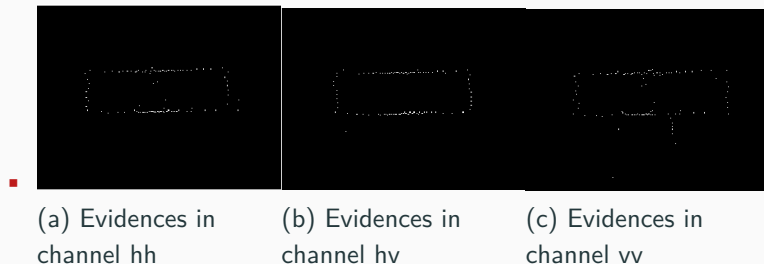 (a) Evidences in
channel hh
(b) Evidences in
channel hv
(c) Evidences in
channel vv